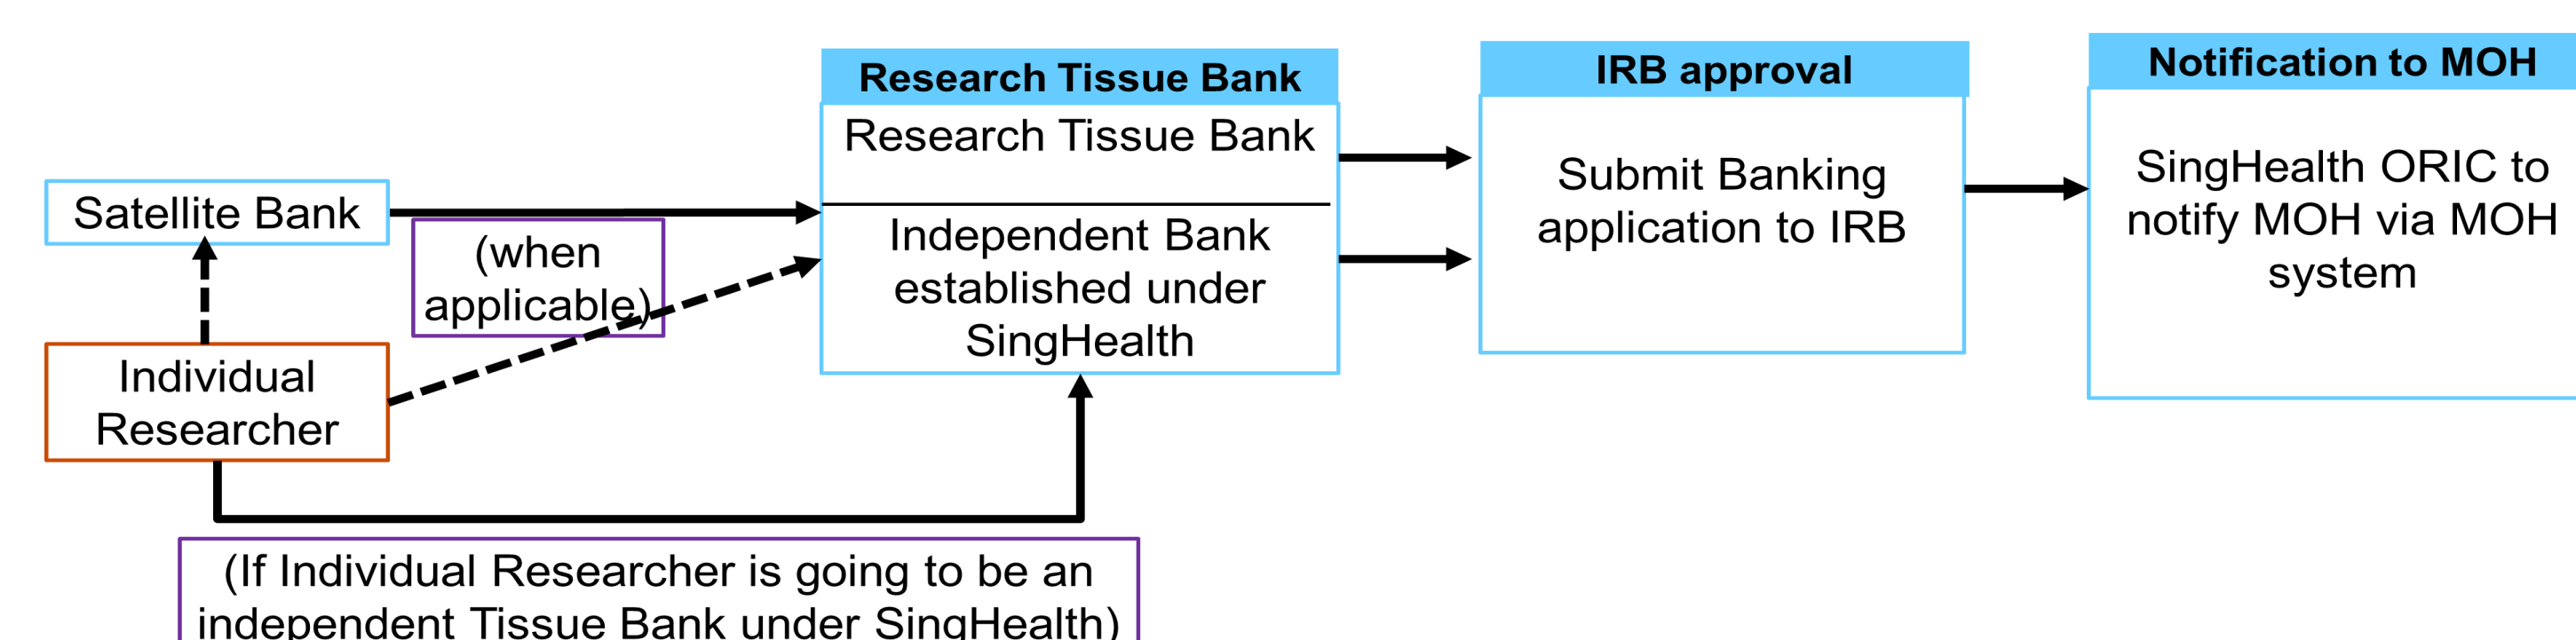 Satellite Bank
Individual
Researcher
(when
applicable)
(If Individual Researcher is going to be an
independent Tissue Bank under SingHealth)
Research Tissue Bank
Research Tissue Bank
Independent Bank
established under
SingHealth
IRB approval
Submit Banking
application to IRB
Notification to MOH
SingHealth ORIC to
notify MOH via MOH
system